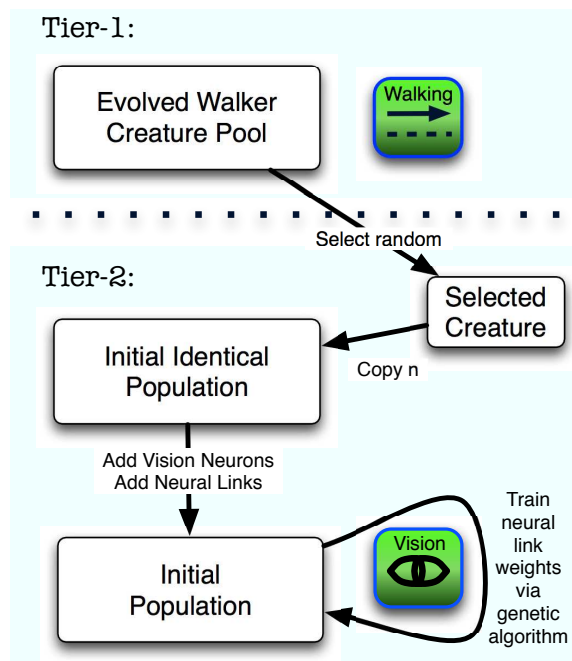 Tier-1:
Evolved Walker
Creature Pool
Walking
Select random
Tier-2:
Selected
Creature
Initial Identical
Population
Copy n
Add Vision Neurons
Add Neural Links
Initial
Population
Vision
Train
neural
link
weights
via
genetic
algorithm